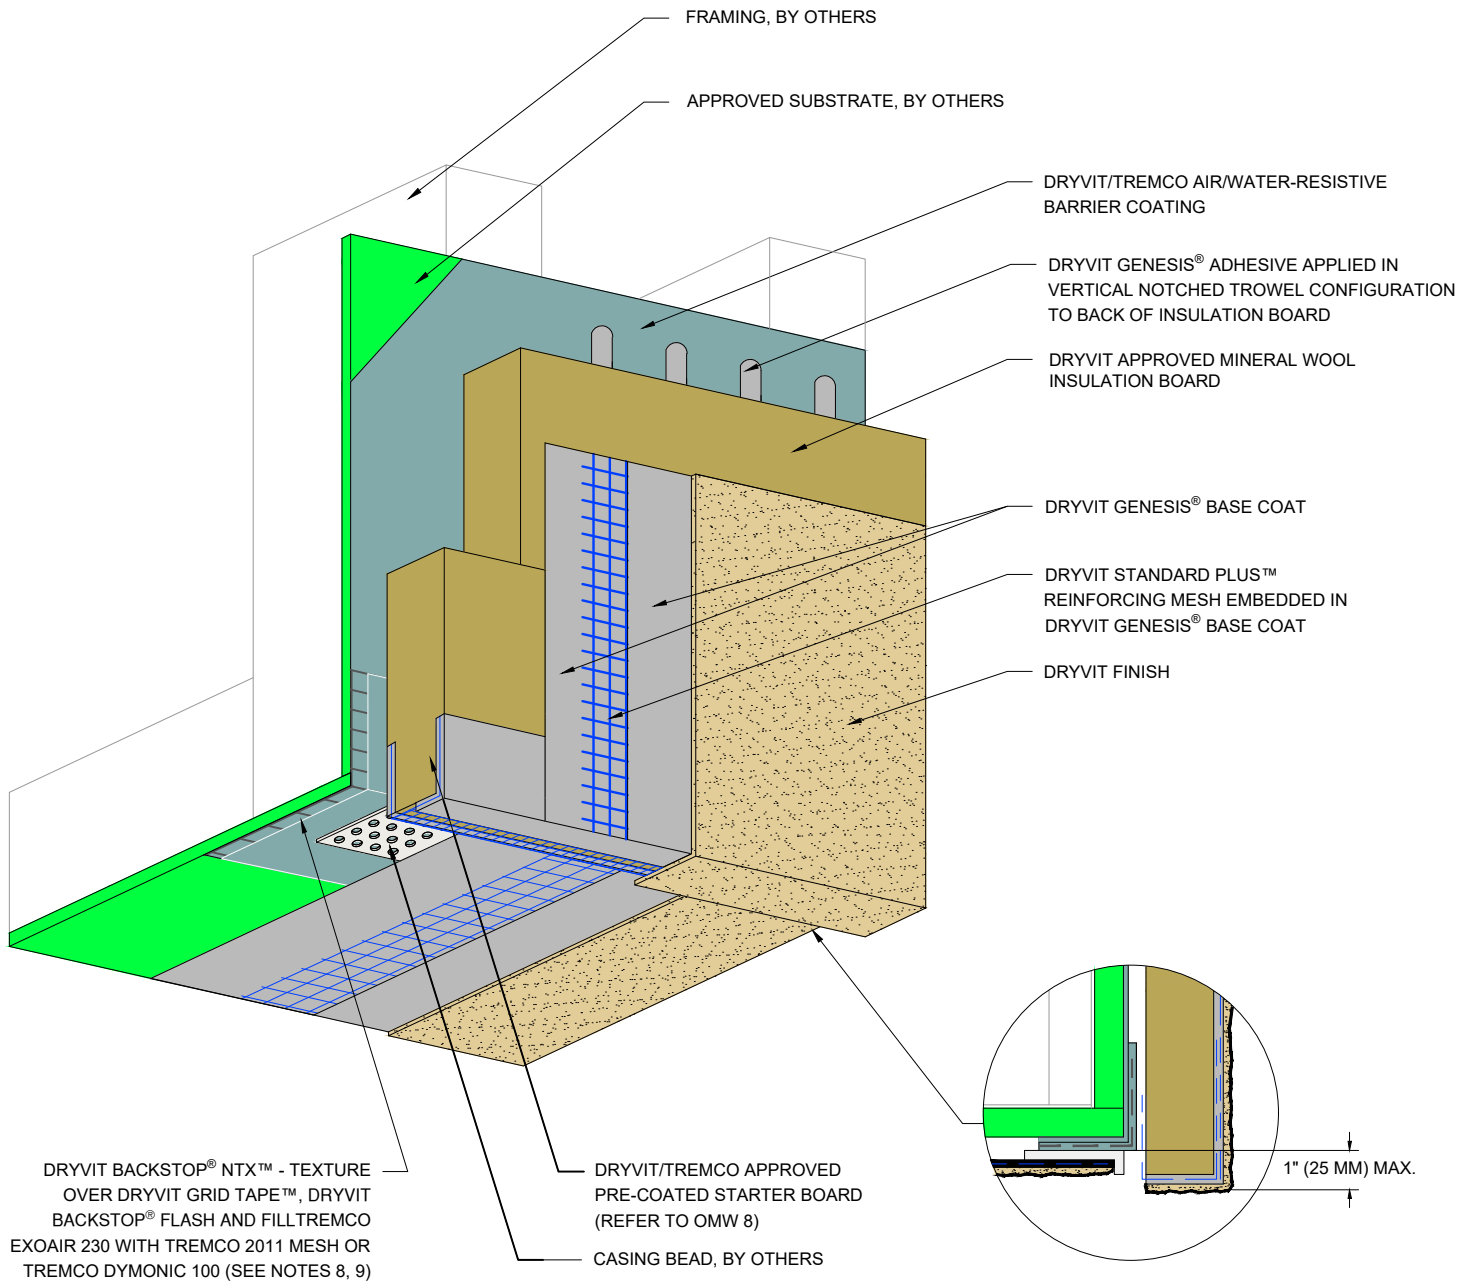 FRAMING, BY OTHERS
APPROVED SUBSTRATE, BY OTHERS
DRYVIT/TREMCO AIR/WATER-RESISTIVE
BARRIER COATING
DRYVIT GENESIS® ADHESIVE APPLIED IN
VERTICAL NOTCHED TROWEL CONFIGURATION
TO BACK OF INSULATION BOARD
DRYVIT APPROVED MINERAL WOOL
INSULATION BOARD
DRYVIT GENESIS® BASE COAT
DRYVIT STANDARD PLUS™
REINFORCING MESH EMBEDDED IN
DRYVIT GENESIS® BASE COAT
DRYVIT FINISH
1" (25 MM) MAX.
DRYVIT BACKSTOP® NTX™ - TEXTURE
OVER DRYVIT GRID TAPE™, DRYVIT
BACKSTOP® FLASH AND FILLTREMCO
EXOAIR 230 WITH TREMCO 2011 MESH OR
TREMCO DYMONIC 100 (SEE NOTES 8, 9)
DRYVIT/TREMCO APPROVED
PRE-COATED STARTER BOARD
(REFER TO OMW 8)
CASING BEAD, BY OTHERS